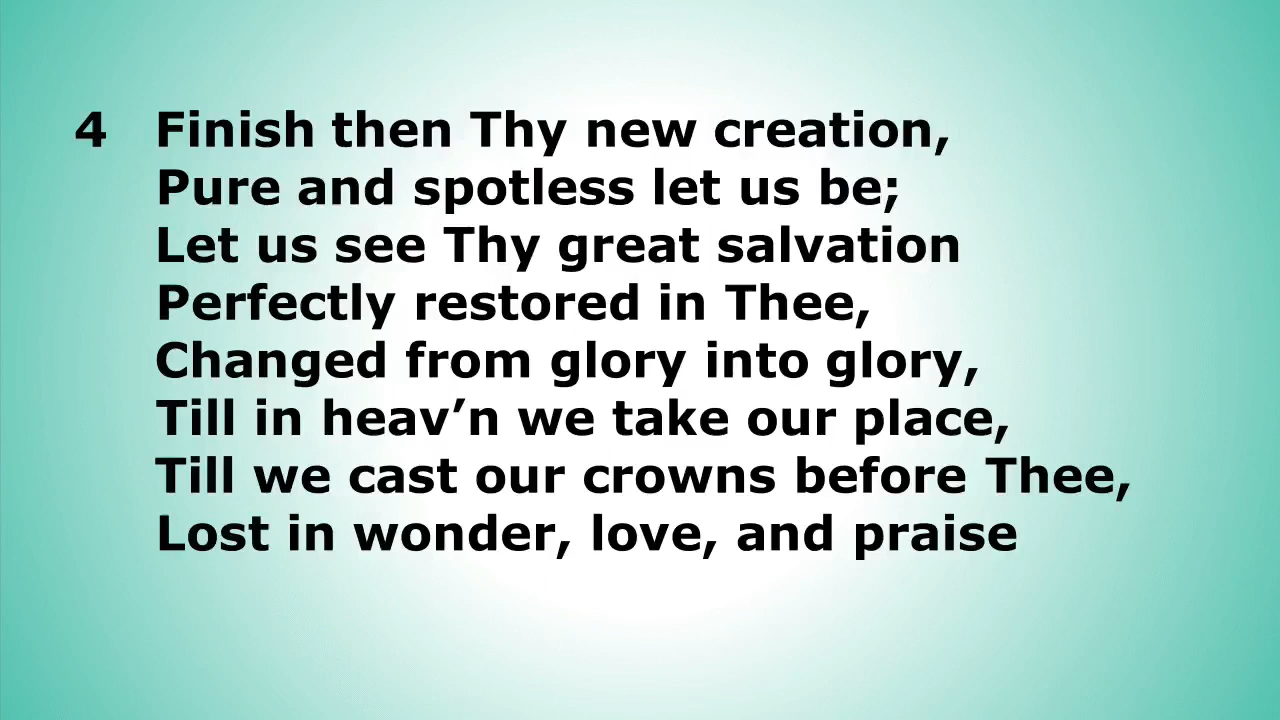 4 Finish then Thy new creation,
Pure and spotless let us be;
Let us see Thy great salvation
Perfectly restored in Thee,
Changed from glory into glory,
Till in heav’n we take our place,
Till we cast our crowns before Thee,
Lost in wonder, love, and praise